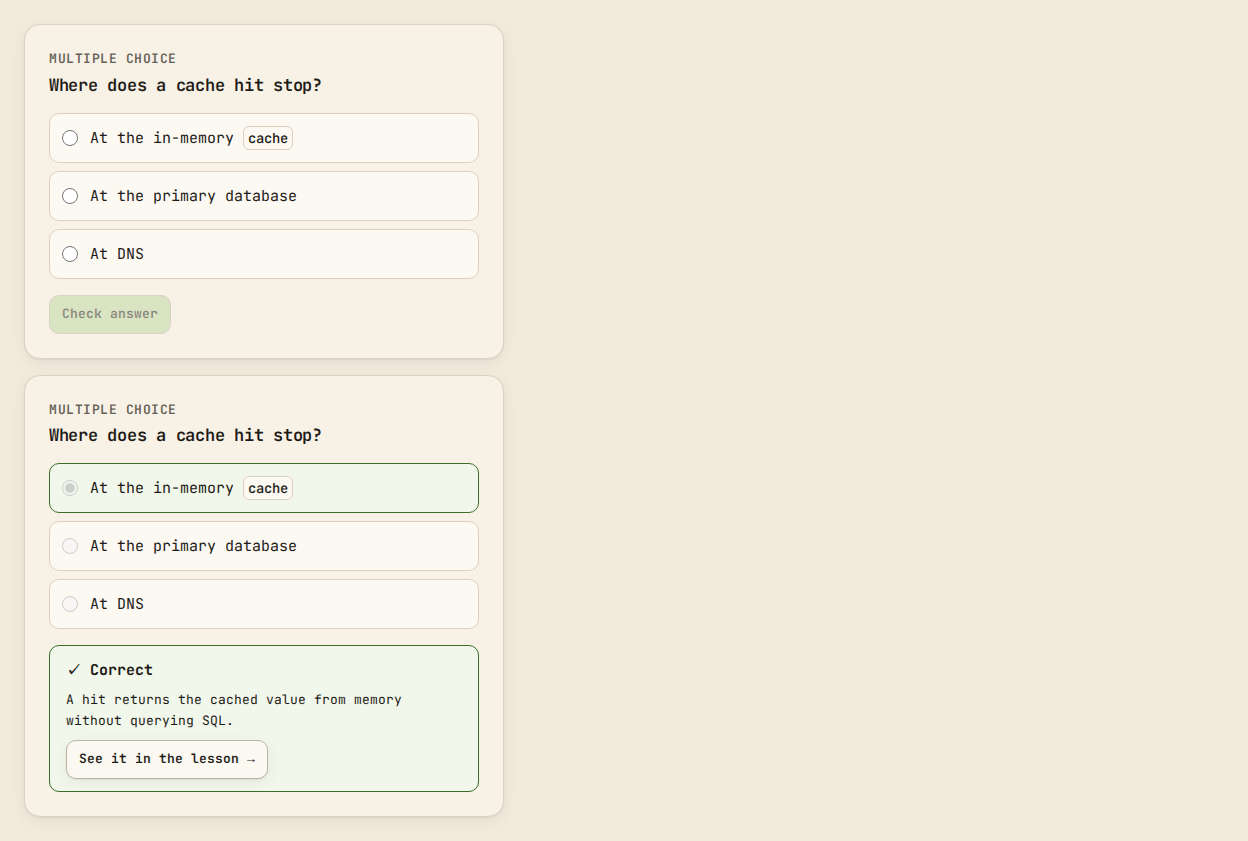 MULTIPLE CHOICE
Where does a cache hit stop?
At the in-memory cache
At the primary database
At DNS
Check answer
MULTIPLE CHOICE
Where does a cache hit stop?
At the in-memory cache
At the primary database
At DNS
✓ Correct
A hit returns the cached value from memory
without querying SQL.
See it in the lesson →